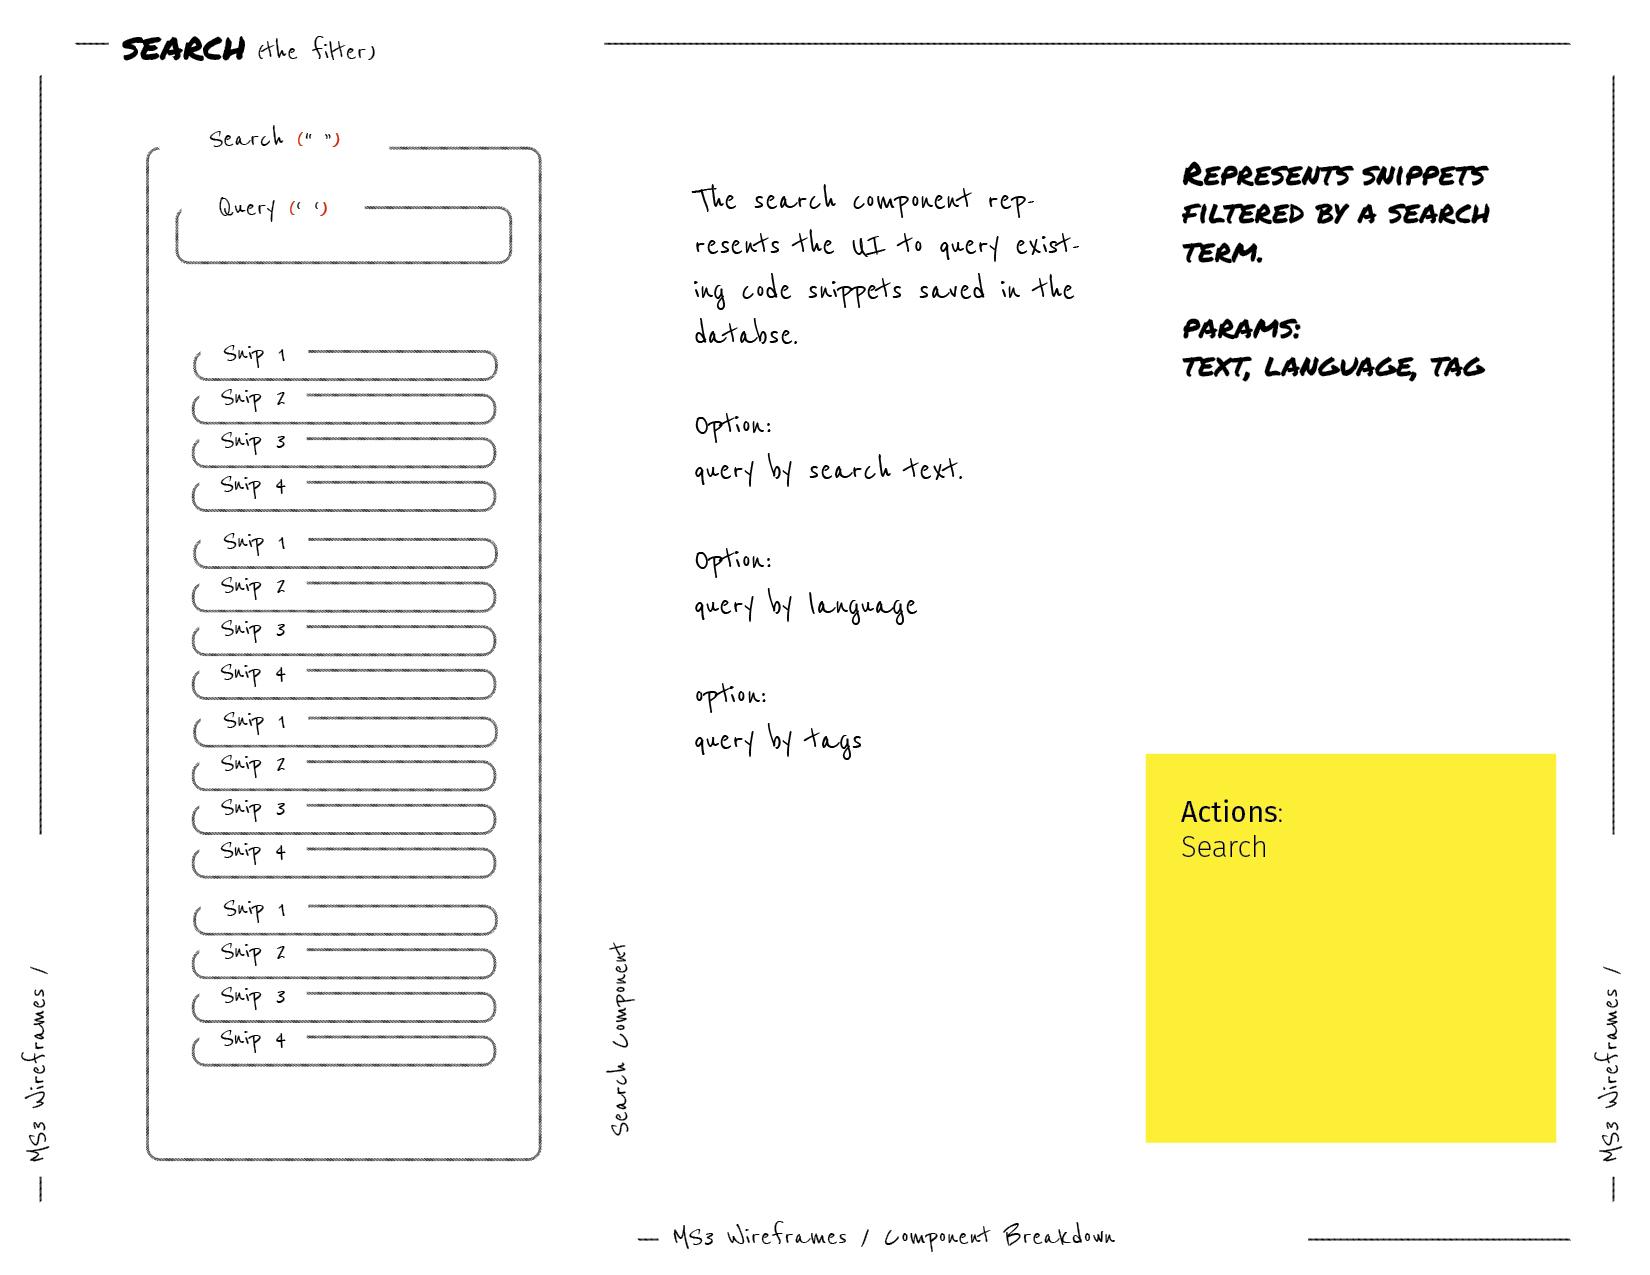 SEARCH (the filter)
Search (“ ”)
Query (‘ ‘)
Snip 1
Snip 2
Snip 3
Snip 4
Snip 1
Snip 2
Snip 3
Snip 4
Snip 1
Snip 2
Snip 3
Snip 4
Snip 1
Snip 2
Snip 3
Snip 4
Search Component
The search component rep-
resents the UI to query exist-
ing code snippets saved in the
databse.
Option:
query by search text.
Option:
query by language
option:
query by tags
REPRESENTS SNIPPETS
FILTERED BY A SEARCH
TERM.
PARAMS:
TEXT, LANGUAGE, TAG
Actions:
Search
— MS3 Wireframes /
— MS3 Wireframes /
— MS3 Wireframes / Component Breakdown